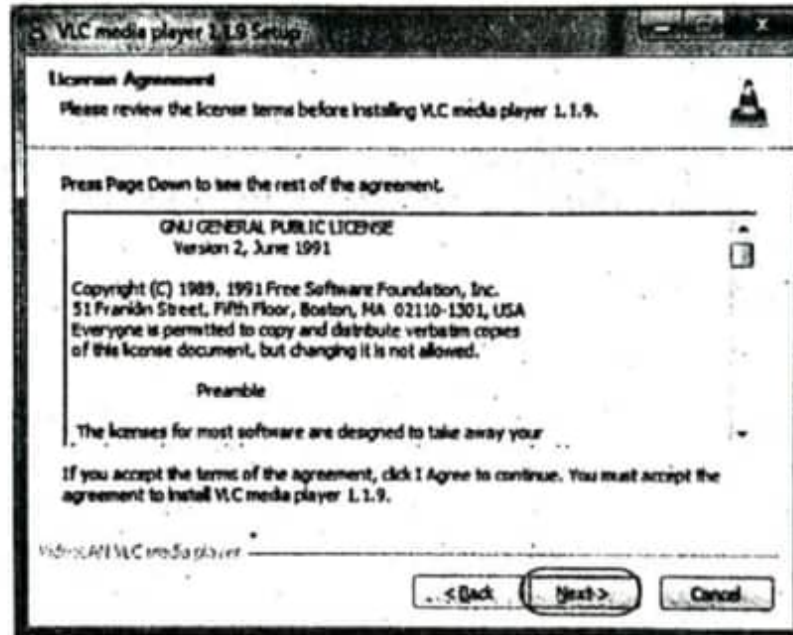 VLC media player 1.1.9 Setup
License Agreement
Please review the license terms before installing VLC media player 1.1.9.
Press Page Down to see the rest of the agreement.
GNU GENERAL PUBLIC LICENSE
Version 2, June 1991
Copyright (C) 1989, 1991 Free Software Foundation, Inc.
51 Franklin Street, Fifth Floor, Boston, MA 02110-1301, USA
Everyone is permitted to copy and distribute verbatim copies
of this license document, but changing it is not allowed.
Preamble
The licenses for most software are designed to take away your
If you accept the terms of the agreement, click I Agree to continue. You must accept the
agreement to install VLC media player 1.1.9.
VideoLAN VLC media player
< Back
Next >
Cancel